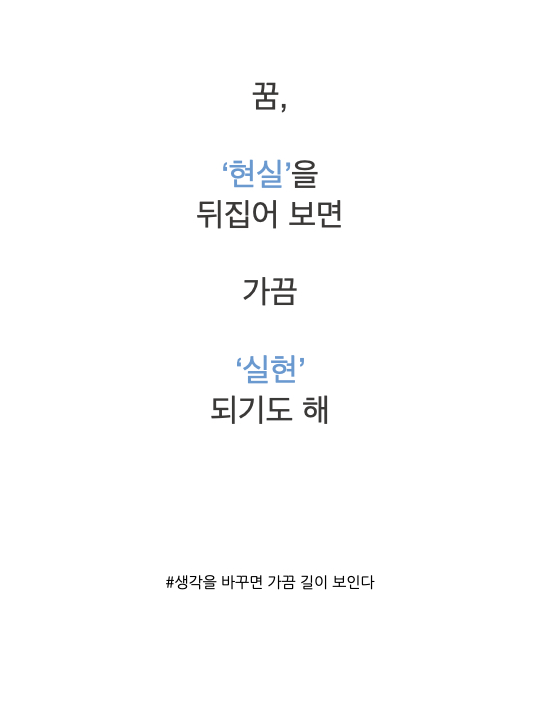 꿈,
‘현실’을
뒤집어 보면
가끔
‘실현’
되기도 해
#생각을 바꾸면 가끔 길이 보인다